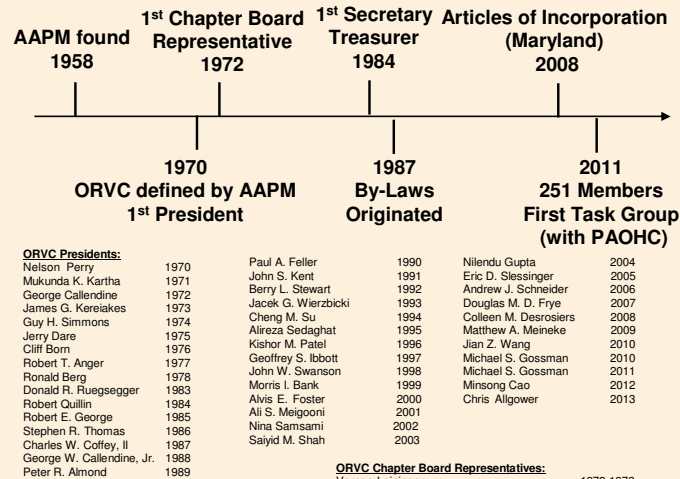 AAPM found
1958
1st Chapter Board
Representative
1972
1st Secretary
Treasurer
1984
Articles of Incorporation
(Maryland)
2008
1970
ORVC defined by AAPM
1st President
1987
By-Laws
Originated
2011
251 Members
First Task Group
(with PAOHC)
ORVC Presidents:
Nelson Perry 1970
Mukunda K. Kartha 1971
George Callendine 1972
James G. Kereiakes 1973
Guy H. Simmons 1974
Jerry Dare 1975
Cliff Born 1976
Robert T. Anger 1977
Ronald Berg 1978
Donald R. Ruegsegger 1983
Robert Quillin 1984
Robert E. George 1985
Stephen R. Thomas 1986
Charles W. Coffey, II 1987
George W. Callendine, Jr. 1988
Peter R. Almond 1989
Paul A. Feller 1990
John S. Kent 1991
Berry L. Stewart 1992
Jacek G. Wierzbicki 1993
Cheng M. Su 1994
Alireza Sedaghat 1995
Kishor M. Patel 1996
Geoffrey S. Ibbott 1997
John W. Swanson 1998
Morris I. Bank 1999
Alvis E. Foster 2000
Ali S. Meigooni 2001
Nina Samsami 2002
Saiyid M. Shah 2003
Nilendu Gupta 2004
Eric D. Slessinger 2005
Andrew J. Schneider 2006
Douglas M. D. Frye 2007
Colleen M. Desrosiers 2008
Matthew A. Meineke 2009
Jian Z. Wang 2010
Michael S. Gossman 2010
Michael S. Gossman 2011
Minsong Cao 2012
Chris Allgower 2013
ORVC Chapter Board Representatives: